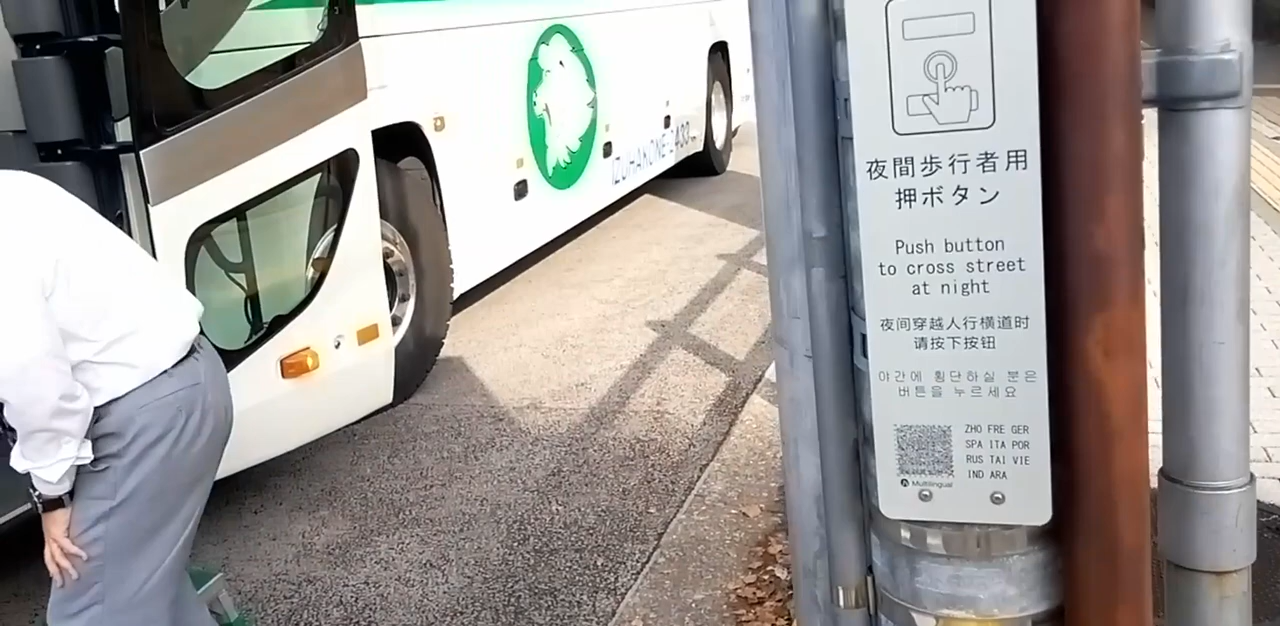 IZUHAKONE
夜間歩行者用
押ボタン
Push button
to cross street
at night
夜间穿越人行横道时
请按下按钮
야간에 횡단하실 분은
버튼을 누르세요
ZHO FRE GER
SPA ITA POR
RUS TAI VIE
IND ARA
Multilingual